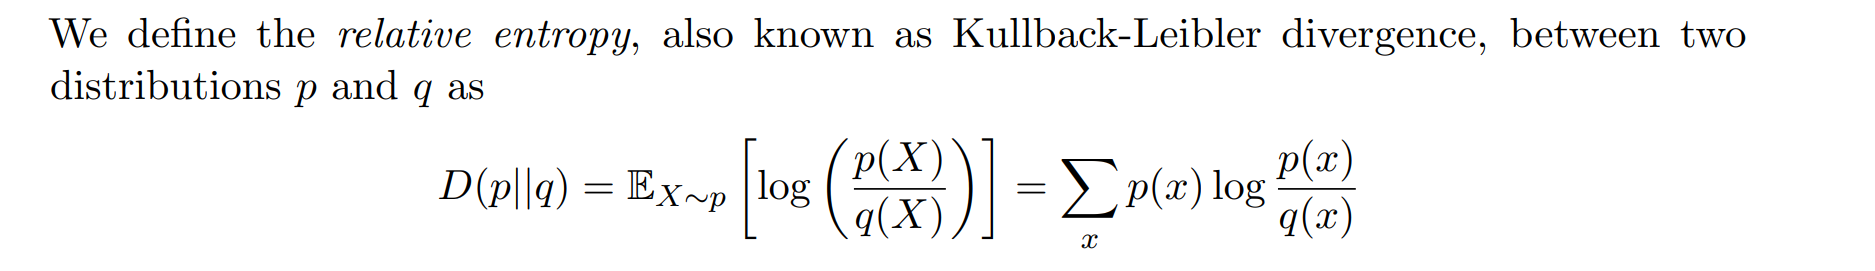 We define the relative entropy, also known as Kullback-Leibler divergence, between two
distributions p and q as
D(p||q) = 𝔼_{X∼p} [log (p(X)/q(X))] = ∑_x p(x) log p(x)/q(x)